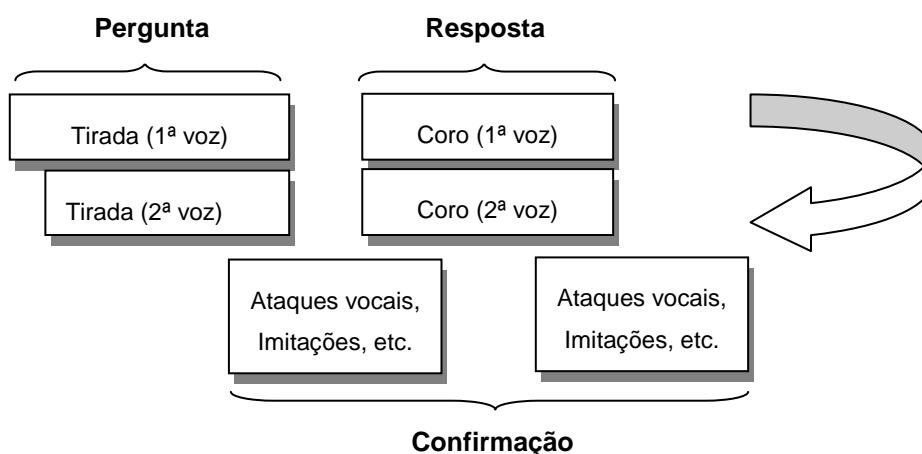 Pergunta
Resposta
Tirada (1ª voz)
Coro (1ª voz)
Tirada (2ª voz)
Coro (2ª voz)
Ataques vocais,
Imitações, etc.
Ataques vocais,
Imitações, etc.
Confirmação